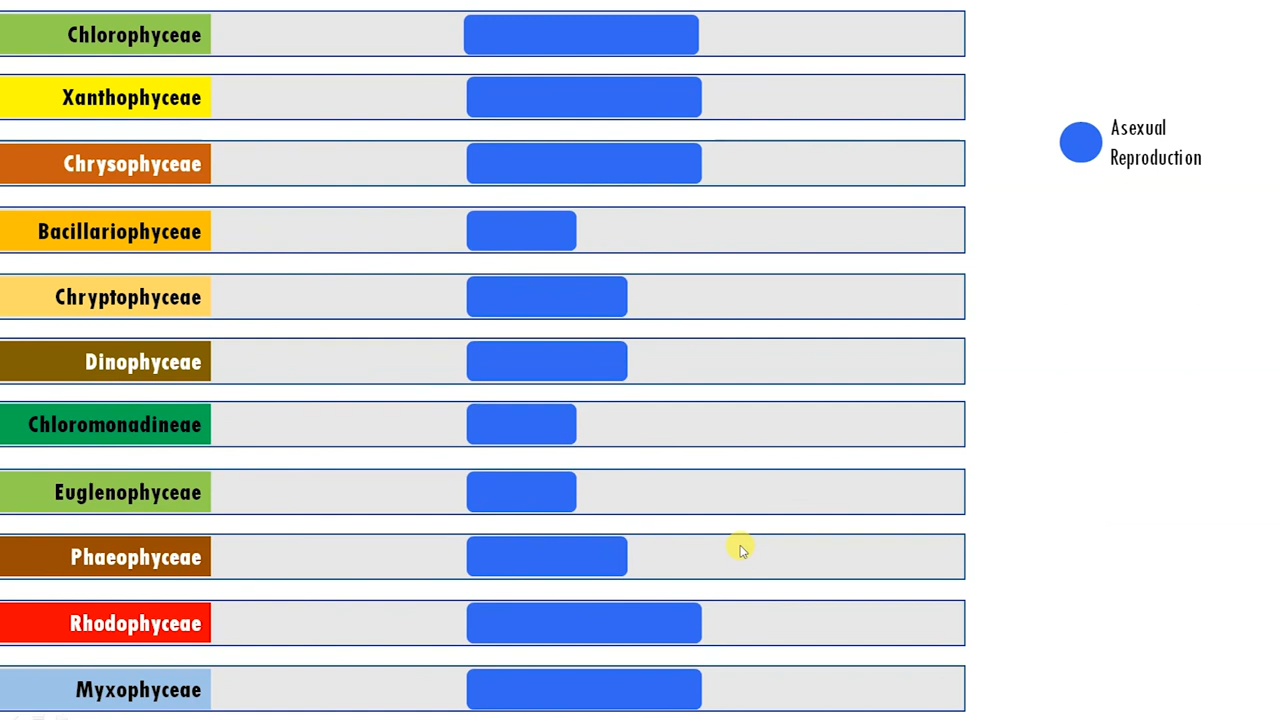 Chlorophyceae
Xanthophyceae
Chrysophyceae
Bacillariophyceae
Chryptophyceae
Dinophyceae
Chloromonadineae
Euglenophyceae
Phaeophyceae
Rhodophyceae
Myxophyceae
Asexual
Reproduction